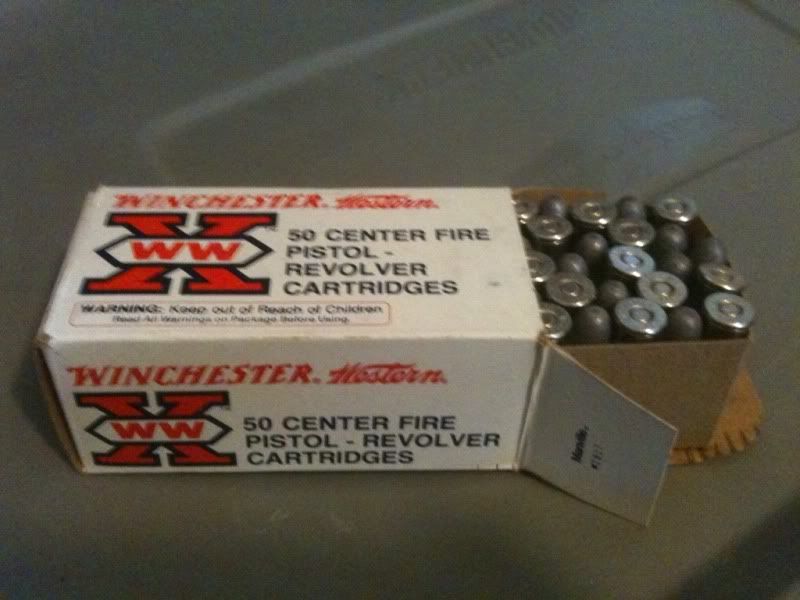 WINCHESTER. Western.
X
WW
50 CENTER FIRE
PISTOL -
REVOLVER
CARTRIDGES
WARNING: Keep out of Reach of Children
Read All Warnings on Package Before Using.
WINCHESTER. Western.
X
WW
50 CENTER FIRE
PISTOL - REVOLVER
CARTRIDGES